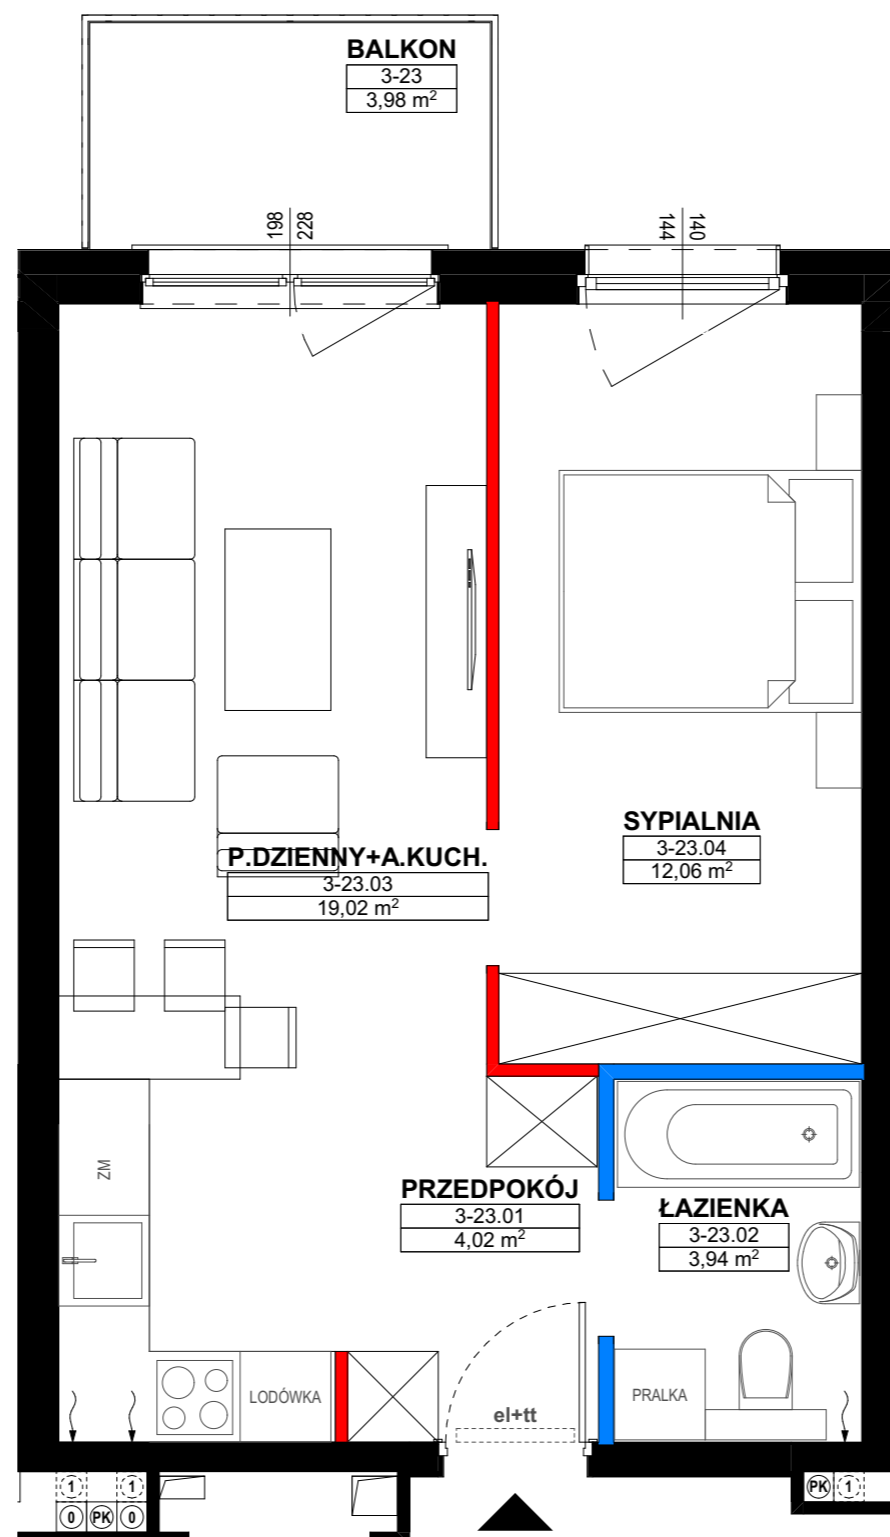 BALKON
3-23
3,98 m²
198
228
144
140
SYPIALNIA
3-23.04
12,06 m²
P.DZIENNY+A.KUCH.
3-23.03
19,02 m²
ZM
PRZEDPOKÓJ
3-23.01
4,02 m²
ŁAZIENKA
3-23.02
3,94 m²
LODÓWKA
el+tt
PRALKA
1
1
PK
1
0
PK
0